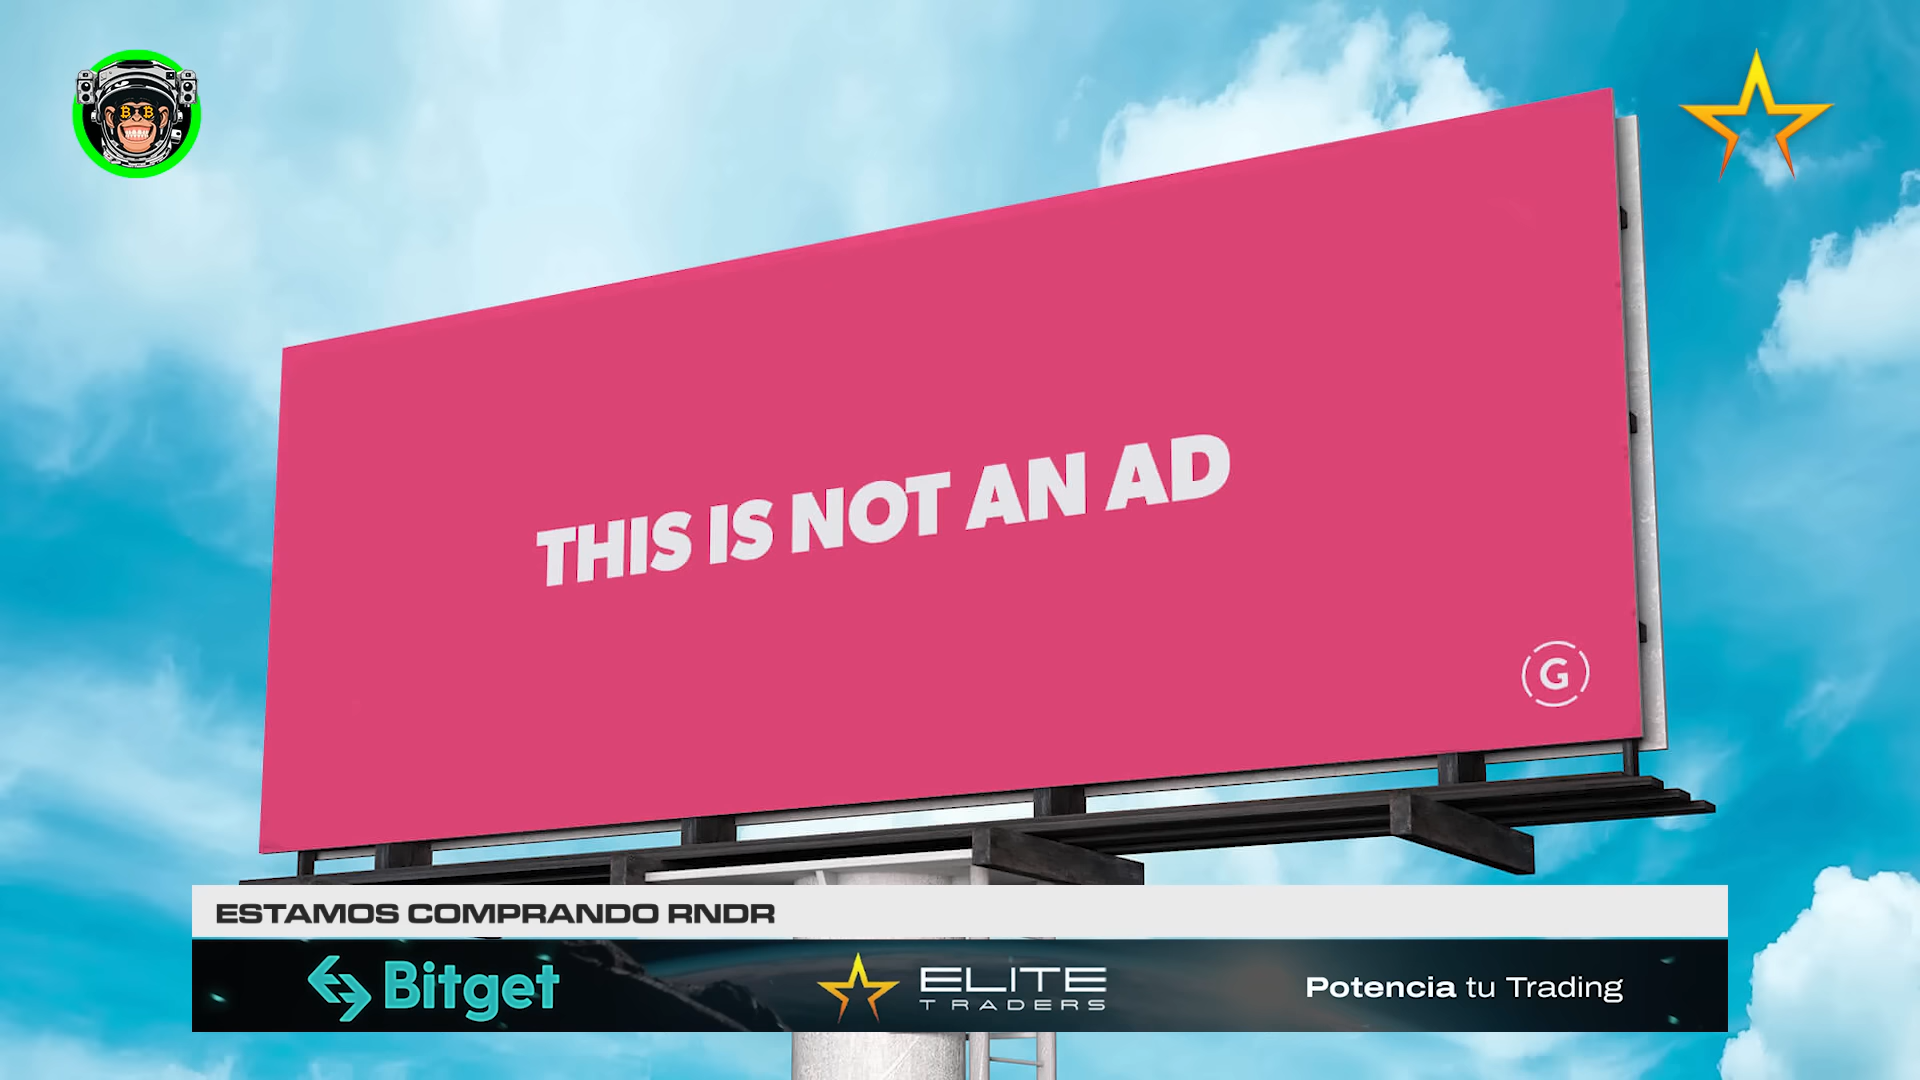 THIS IS NOT AN AD
G
ESTAMOS COMPRANDO RNDR
Bitget
ELITE
TRADERS
Potencia tu Trading